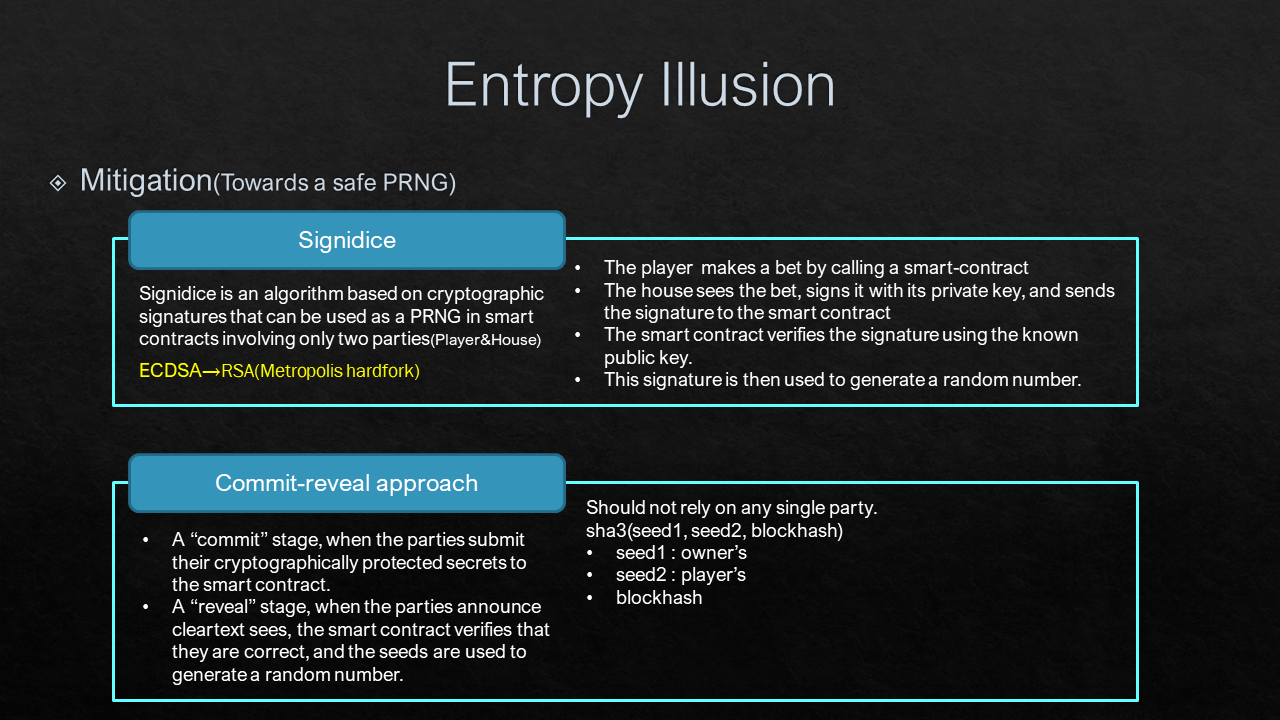 Entropy Illusion
Mitigation(Towards a safe PRNG)
Signidice
Signidice is an algorithm based on cryptographic
signatures that can be used as a PRNG in smart
contracts involving only two parties(Player&House)
ECDSA→RSA(Metropolis hardfork)
• The player makes a bet by calling a smart-contract
• The house sees the bet, signs it with its private key, and sends
the signature to the smart contract
• The smart contract verifies the signature using the known
public key.
• This signature is then used to generate a random number.
Commit-reveal approach
• A “commit” stage, when the parties submit
their cryptographically protected secrets to
the smart contract.
• A “reveal” stage, when the parties announce
cleartext sees, the smart contract verifies that
they are correct, and the seeds are used to
generate a random number.
Should not rely on any single party.
sha3(seed1, seed2, blockhash)
• seed1 : owner’s
• seed2 : player’s
• blockhash